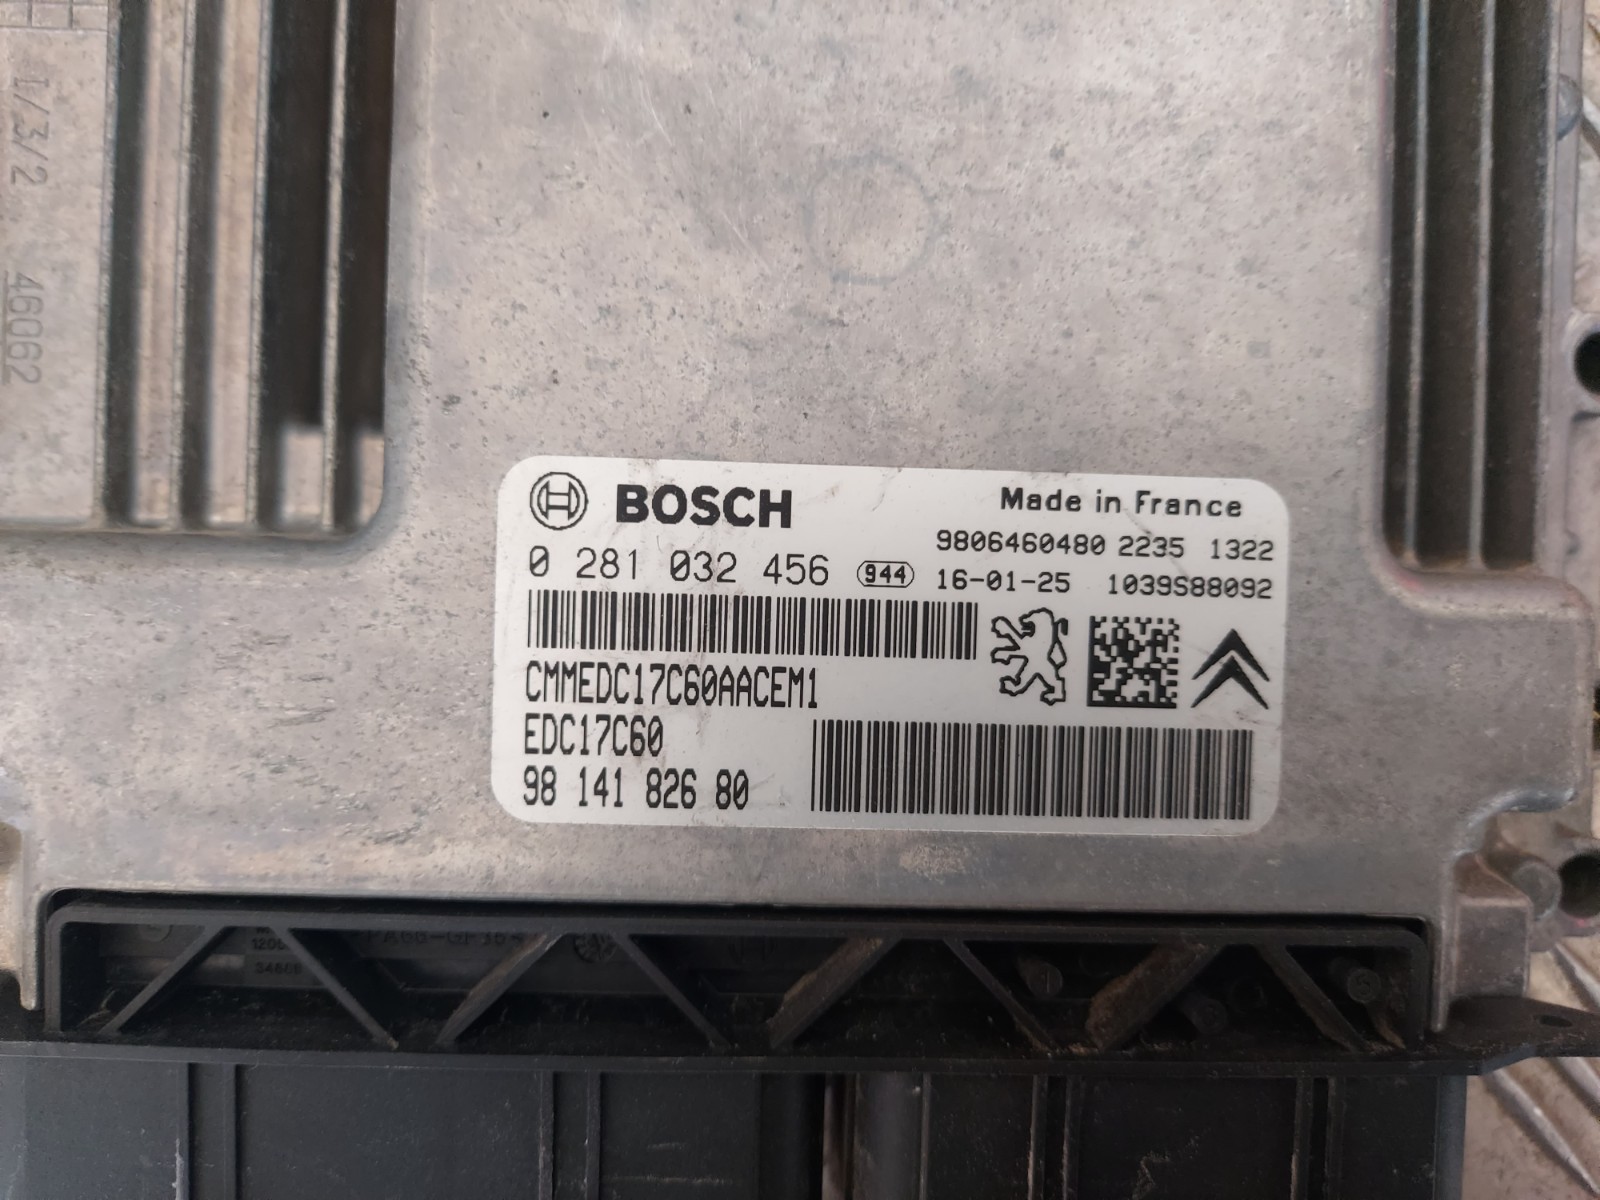 1/3/2 46062
BOSCH
Made in France
9806460480 2235 1322
0 281 032 456 944 16-01-25 1039S88092
CMMEDC17C60AACEM1
EDC17C60
98 141 826 80